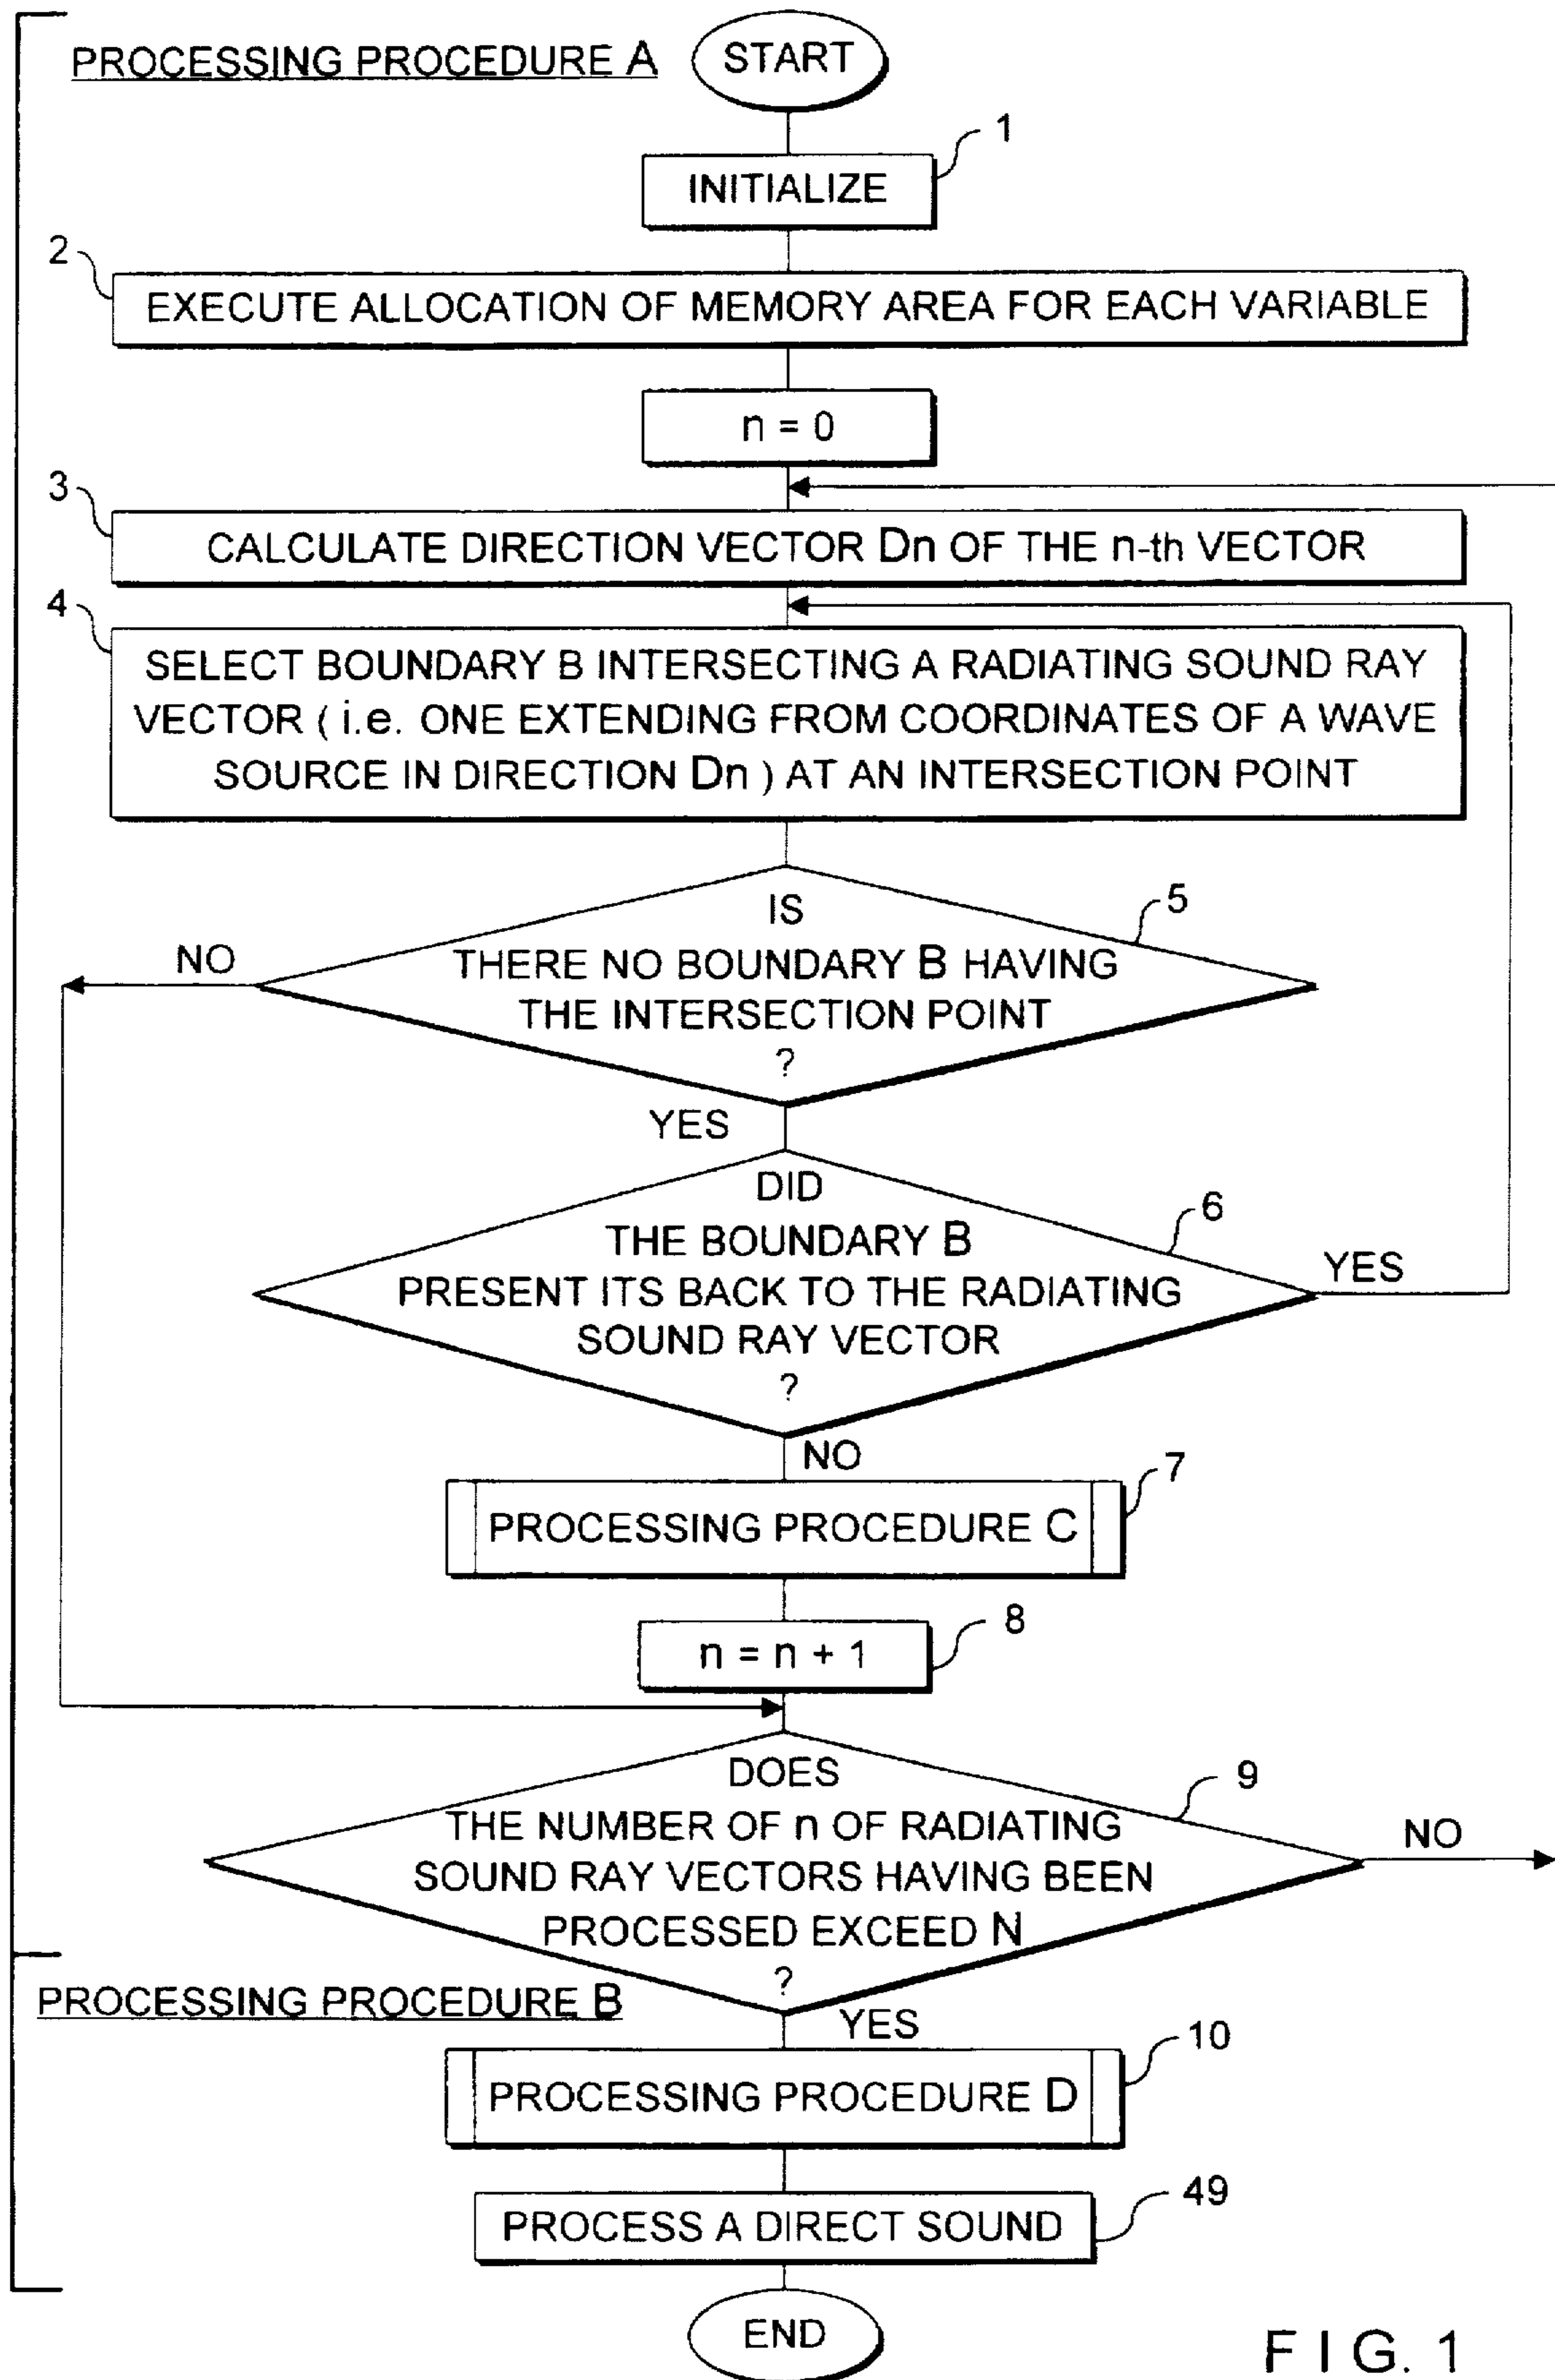 PROCESSING PROCEDURE A
START
1
INITIALIZE
2
EXECUTE ALLOCATION OF MEMORY AREA FOR EACH VARIABLE
n = 0
3
CALCULATE DIRECTION VECTOR Dn OF THE n-th VECTOR
4
SELECT BOUNDARY B INTERSECTING A RADIATING SOUND RAY
VECTOR ( i.e. ONE EXTENDING FROM COORDINATES OF A WAVE
SOURCE IN DIRECTION Dn ) AT AN INTERSECTION POINT
5
IS
NO
THERE NO BOUNDARY B HAVING
THE INTERSECTION POINT
?
YES
DID
6
THE BOUNDARY B
YES
PRESENT ITS BACK TO THE RADIATING
SOUND RAY VECTOR
?
NO
7
PROCESSING PROCEDURE C
8
n = n + 1
DOES
9
THE NUMBER OF n OF RADIATING
NO
SOUND RAY VECTORS HAVING BEEN
PROCESSED EXCEED N
?
PROCESSING PROCEDURE B
YES
10
PROCESSING PROCEDURE D
49
PROCESS A DIRECT SOUND
END
FIG. 1